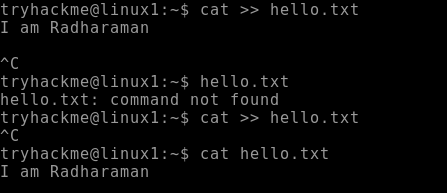 tryhackme@linux1:~$ cat >> hello.txt
I am Radharaman
^C
tryhackme@linux1:~$ hello.txt
hello.txt: command not found
tryhackme@linux1:~$ cat >> hello.txt
^C
tryhackme@linux1:~$ cat hello.txt
I am Radharaman